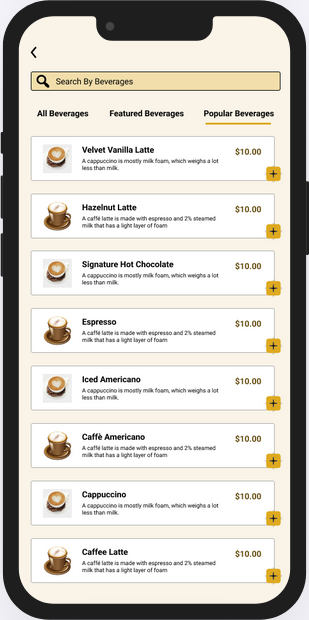 Search By Beverages
All Beverages Featured Beverages Popular Beverages
Velvet Vanilla Latte
$10.00
A cappuccino is mostly milk foam, which weighs a lot
less than milk.
+
Hazelnut Latte
$10.00
A caffé latte is made with espresso and 2% steamed
milk that has a light layer of foam
+
Signature Hot Chocolate
$10.00
A cappuccino is mostly milk foam, which weighs a lot
less than milk.
+
Espresso
$10.00
A caffé latte is made with espresso and 2% steamed
milk that has a light layer of foam
+
Iced Americano
$10.00
A cappuccino is mostly milk foam, which weighs a lot
less than milk.
+
Caffè Americano
$10.00
A caffé latte is made with espresso and 2% steamed
milk that has a light layer of foam
+
Cappuccino
$10.00
A cappuccino is mostly milk foam, which weighs a lot
less than milk.
+
Caffee Latte
$10.00
A caffé latte is made with espresso and 2% steamed
milk that has a light layer of foam
+